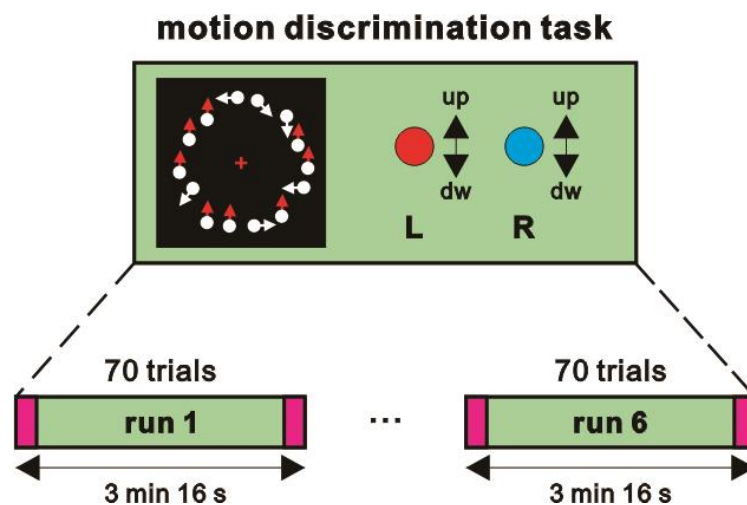 motion discrimination task
up up
dw dw
L R
70 trials 70 trials
run 1 ... run 6
3 min 16 s 3 min 16 s